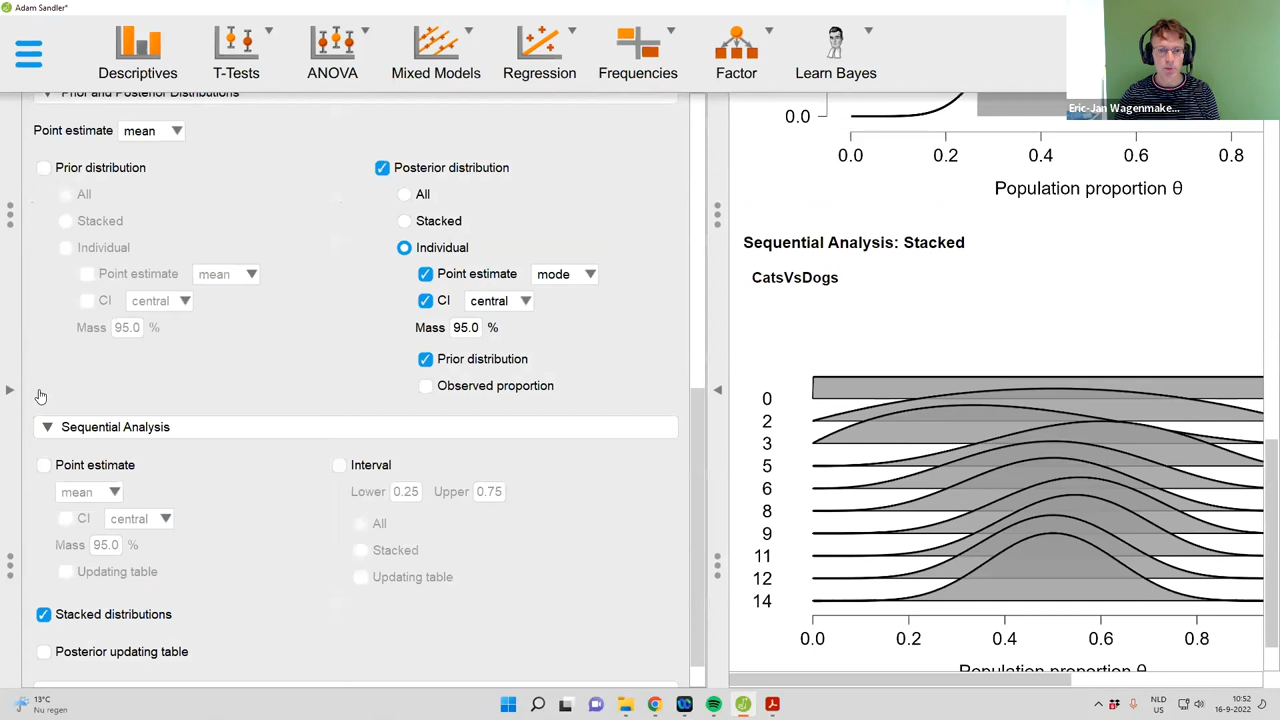 Adam Sandler*
Descriptives
T-Tests
ANOVA
Mixed Models
Regression
Frequencies
Factor
Learn Bayes
Eric-Jan Wagenmake...
Prior and Posterior Distributions
Point estimate mean
Prior distribution
All
Stacked
Individual
Point estimate mean
CI central
Mass 95.0 %
Posterior distribution
All
Stacked
Individual
Point estimate mode
CI central
Mass 95.0 %
Prior distribution
Observed proportion
Sequential Analysis
Point estimate
mean
CI central
Mass 95.0 %
Updating table
Interval
Lower 0.25 Upper 0.75
All
Stacked
Updating table
Stacked distributions
Posterior updating table
0.0
0.0 0.2 0.4 0.6 0.8
Population proportion θ
Sequential Analysis: Stacked
CatsVsDogs
0
2
3
5
6
8
9
11
12
14
0.0 0.2 0.4 0.6 0.8
Population proportion θ
13°C
Nu regen
NLD
US
10:52
16-9-2022